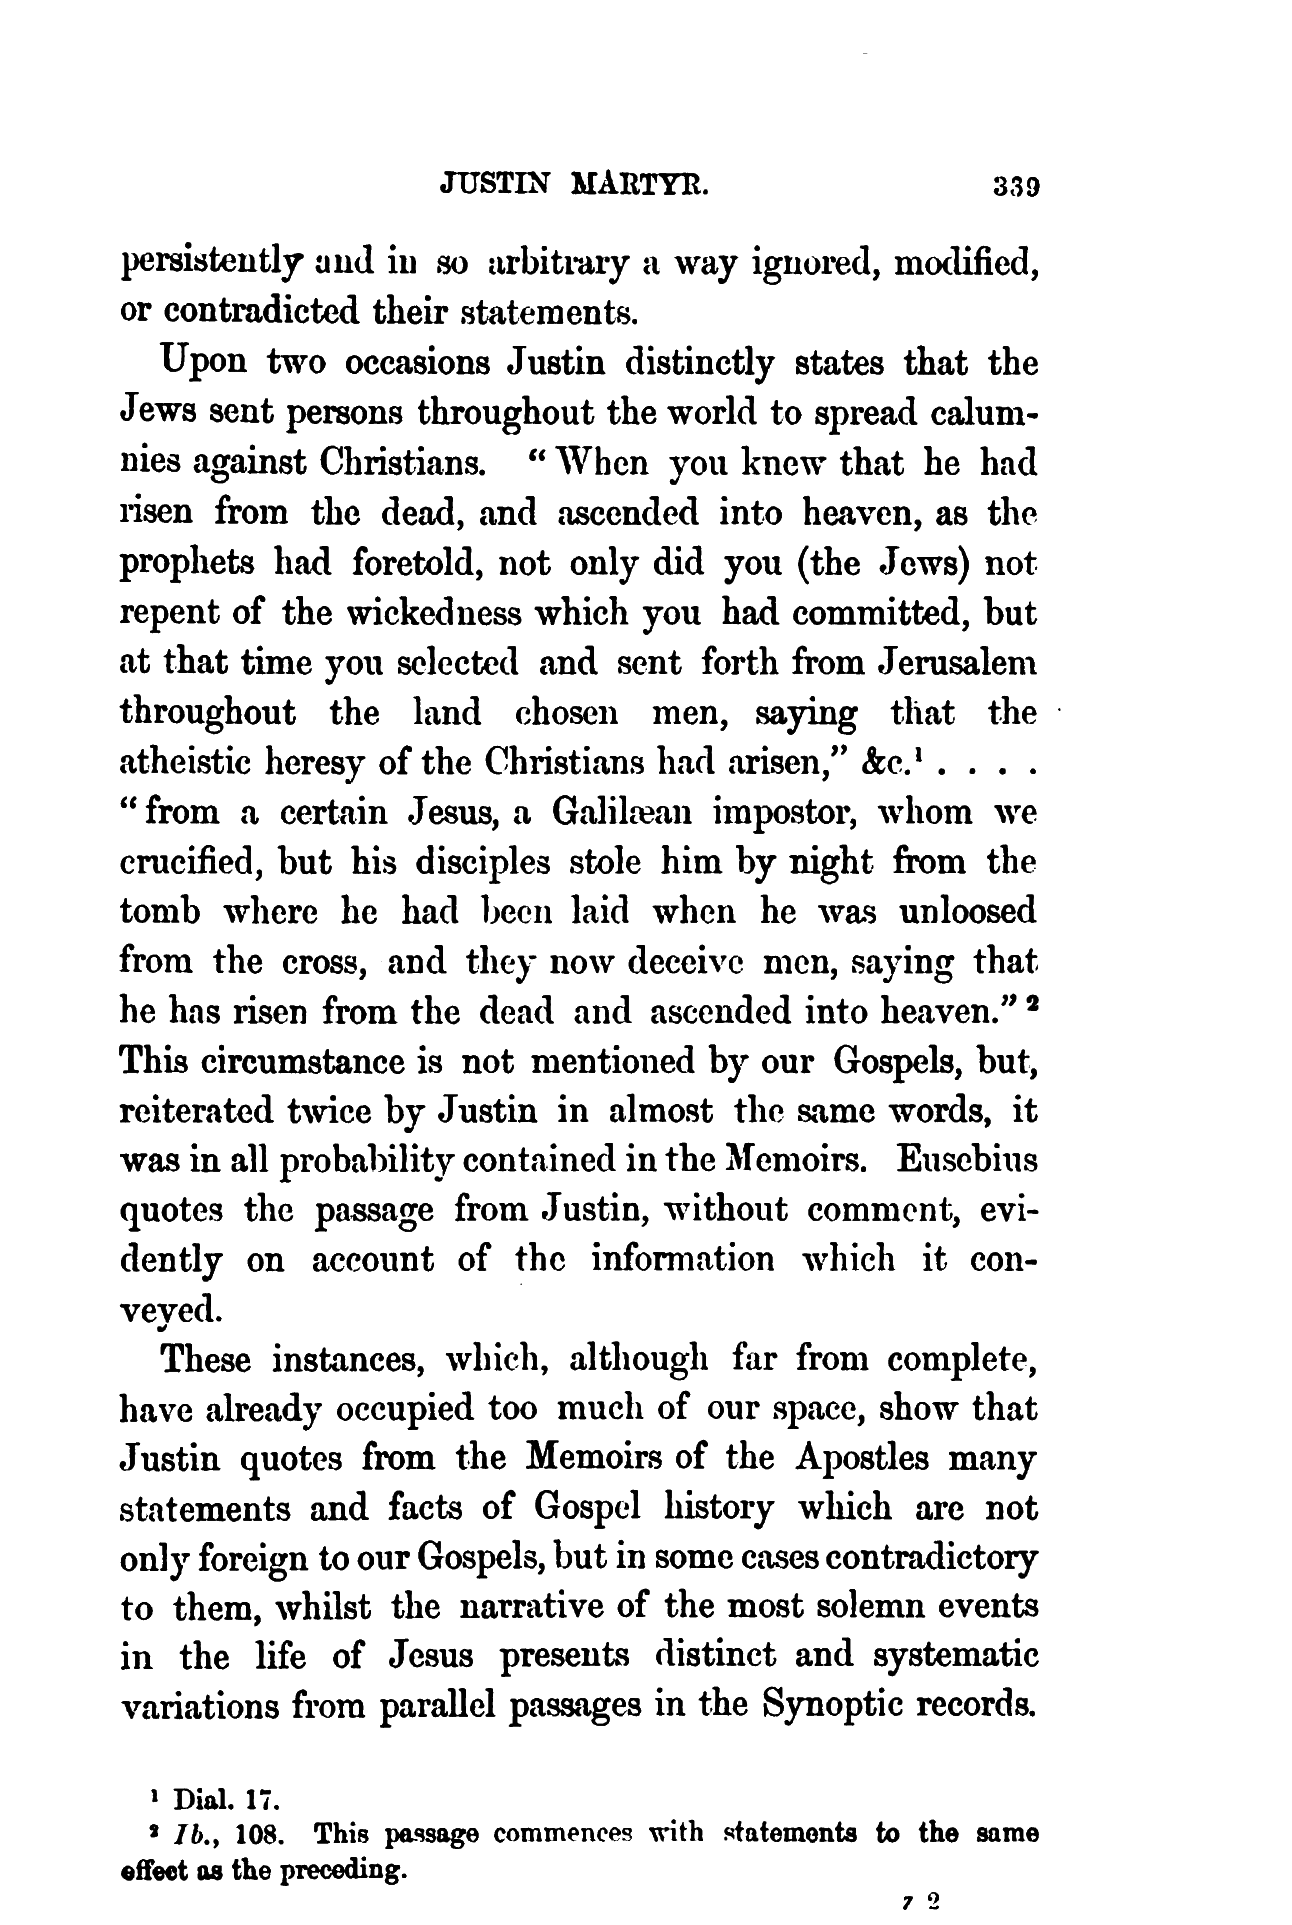 JUSTIN MARTYR. 339
persistently and in so arbitrary a way ignored, modified,
or contradicted their statements.
Upon two occasions Justin distinctly states that the
Jews sent persons throughout the world to spread calum-
nies against Christians. “When you knew that he had
risen from the dead, and ascended into heaven, as the
prophets had foretold, not only did you (the Jews) not
repent of the wickedness which you had committed, but
at that time you selected and sent forth from Jerusalem
throughout the land chosen men, saying that the
atheistic heresy of the Christians had arisen,” &c.¹ . . . .
“from a certain Jesus, a Galilæan impostor, whom we
crucified, but his disciples stole him by night from the
tomb where he had been laid when he was unloosed
from the cross, and they now deceive men, saying that
he has risen from the dead and ascended into heaven.”²
This circumstance is not mentioned by our Gospels, but,
reiterated twice by Justin in almost the same words, it
was in all probability contained in the Memoirs. Eusebius
quotes the passage from Justin, without comment, evi-
dently on account of the information which it con-
veyed.
These instances, which, although far from complete,
have already occupied too much of our space, show that
Justin quotes from the Memoirs of the Apostles many
statements and facts of Gospel history which are not
only foreign to our Gospels, but in some cases contradictory
to them, whilst the narrative of the most solemn events
in the life of Jesus presents distinct and systematic
variations from parallel passages in the Synoptic records.
¹ Dial. 17.
² Ib., 108. This passage commences with statements to the same
effect as the preceding.
z 2